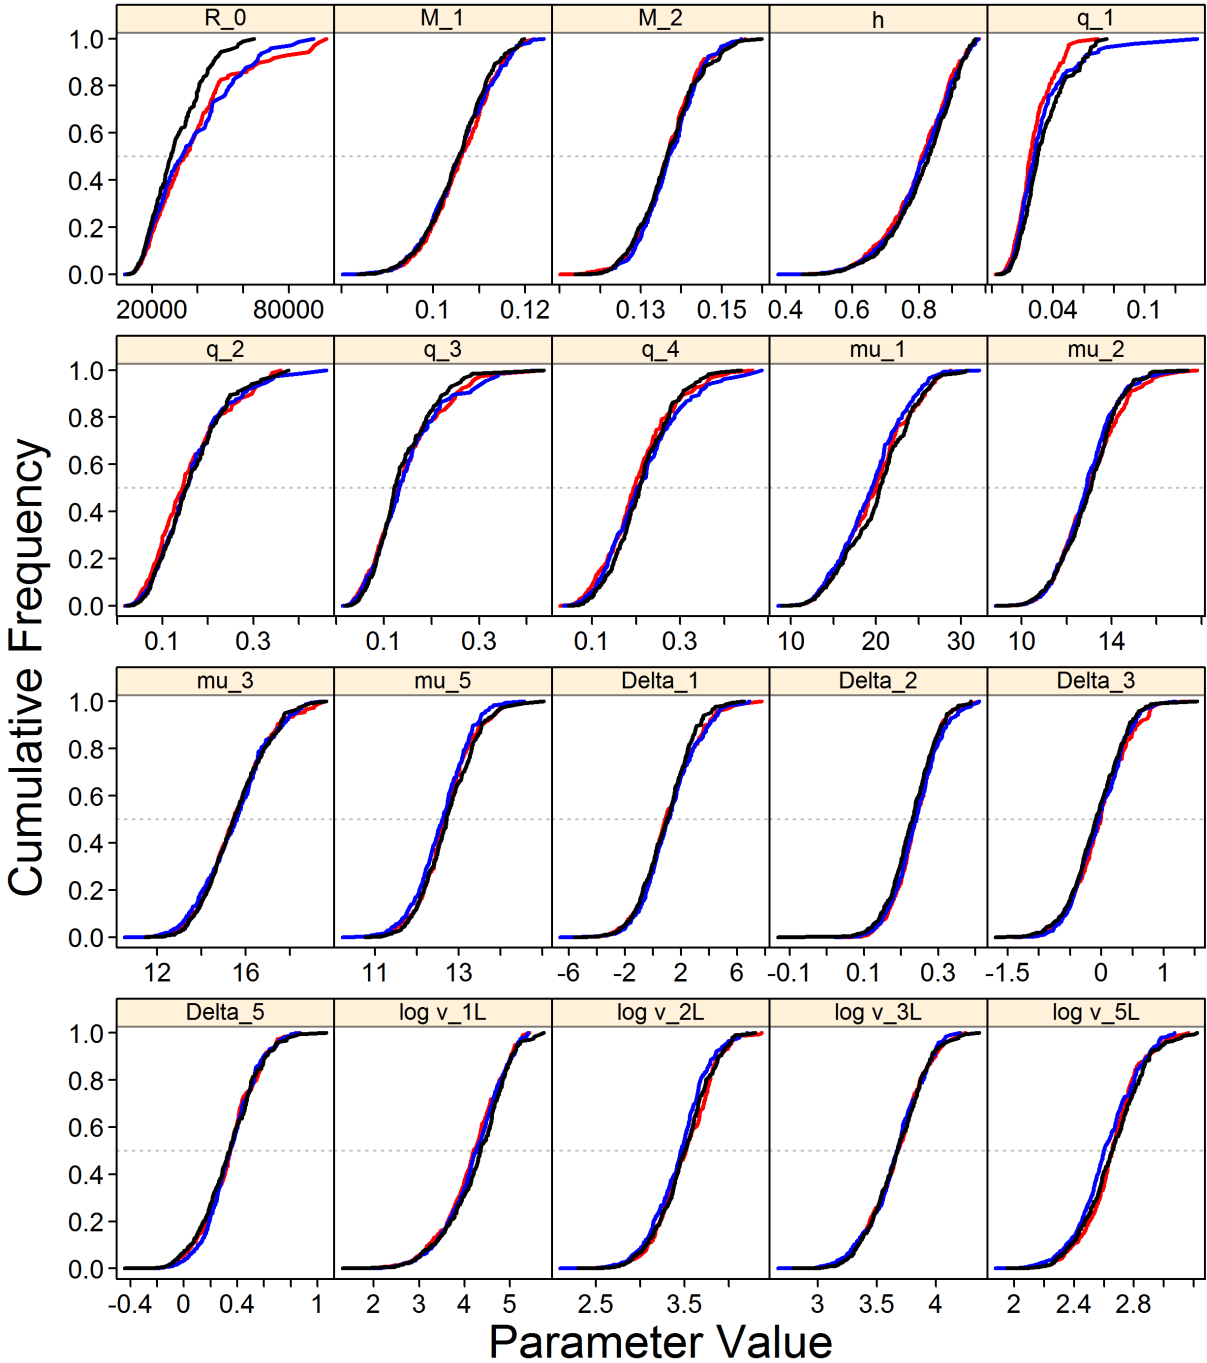 R_0 M_1 M_2 h q_1
1.0
0.8
0.6
0.4
0.2
0.0
20000 80000 0.1 0.12 0.13 0.15 0.4 0.6 0.8 0.04 0.1
q_2 q_3 q_4 mu_1 mu_2
1.0
0.8
0.6
0.4
0.2
0.0
0.1 0.3 0.1 0.3 0.1 0.3 10 20 30 10 14
Cumulative Frequency
mu_3 mu_5 Delta_1 Delta_2 Delta_3
1.0
0.8
0.6
0.4
0.2
0.0
12 16 11 13 -6 -2 2 6 -0.1 0.1 0.3 -1.5 0 1
Delta_5 log v_1L log v_2L log v_3L log v_5L
1.0
0.8
0.6
0.4
0.2
0.0
-0.4 0 0.4 1 2 3 4 5 2.5 3.5 3 3.5 4 2 2.4 2.8
Parameter Value